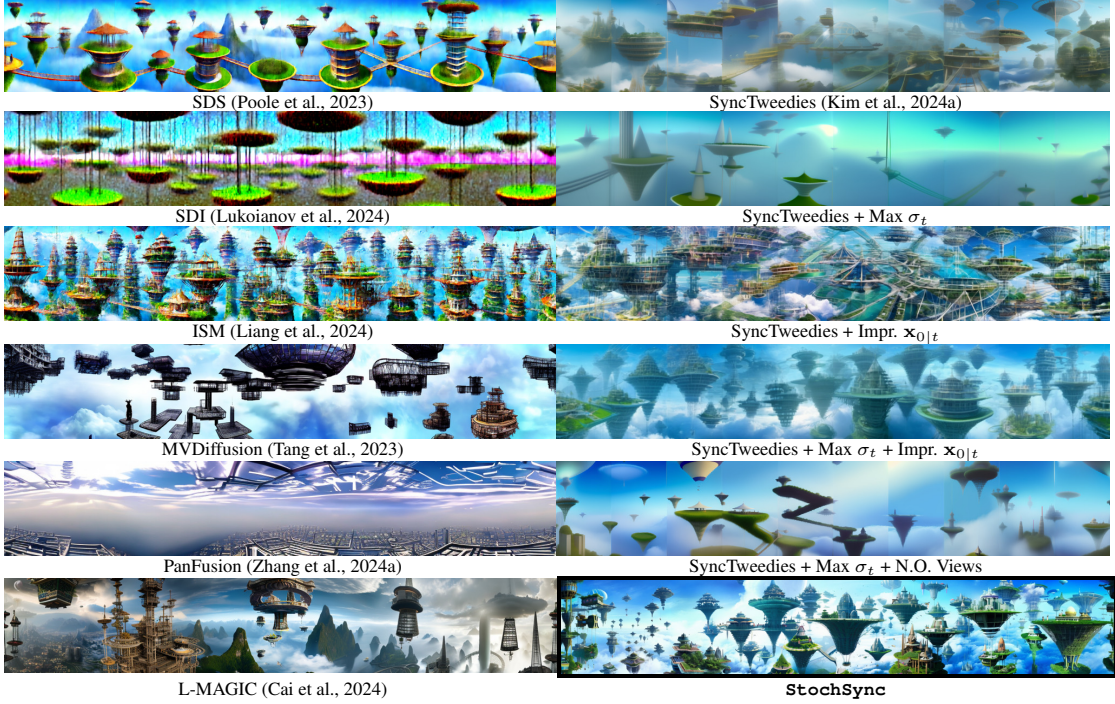 SDS (Poole et al., 2023)
SyncTweedies (Kim et al., 2024a)
SDI (Lukoianov et al., 2024)
SyncTweedies + Max σₜ
ISM (Liang et al., 2024)
SyncTweedies + Impr. x₀|ₜ
MVDiffusion (Tang et al., 2023)
SyncTweedies + Max σₜ + Impr. x₀|ₜ
PanFusion (Zhang et al., 2024a)
SyncTweedies + Max σₜ + N.O. Views
L-MAGIC (Cai et al., 2024)
StochSync